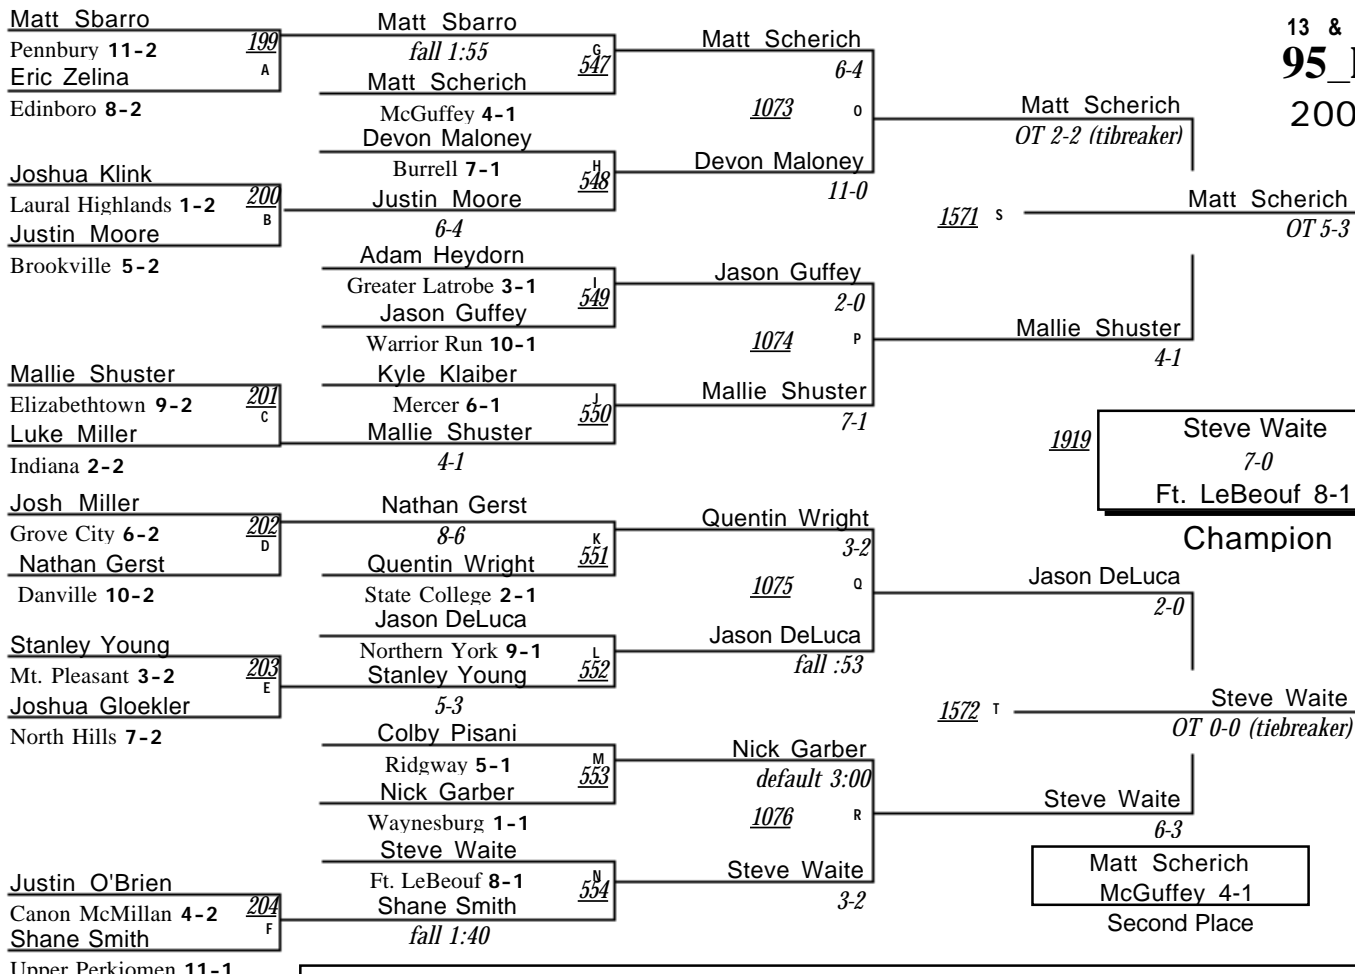 Matt Sbarro
Pennbury 11-2
199
A
Eric Zelina
Edinboro 8-2
Joshua Klink
Laural Highlands 1-2
200
B
Justin Moore
Brookville 5-2
Mallie Shuster
Elizabethtown 9-2
201
C
Luke Miller
Indiana 2-2
Josh Miller
Grove City 6-2
202
D
Nathan Gerst
Danville 10-2
Stanley Young
Mt. Pleasant 3-2
203
E
Joshua Gloekler
North Hills 7-2
Justin O'Brien
Canon McMillan 4-2
204
F
Shane Smith
Upper Perkiomen 11-1
Matt Sbarro
fall 1:55
G
547
Matt Scherich
McGuffey 4-1
Devon Maloney
Burrell 7-1
H
548
Justin Moore
6-4
Adam Heydorn
Greater Latrobe 3-1
I
549
Jason Guffey
Warrior Run 10-1
Kyle Klaiber
Mercer 6-1
J
550
Mallie Shuster
4-1
Nathan Gerst
8-6
K
551
Quentin Wright
State College 2-1
Jason DeLuca
Northern York 9-1
L
552
Stanley Young
5-3
Colby Pisani
Ridgway 5-1
M
553
Nick Garber
Waynesburg 1-1
Steve Waite
Ft. LeBeouf 8-1
N
554
Shane Smith
fall 1:40
Matt Scherich
6-4
1073 O
Devon Maloney
11-0
Jason Guffey
2-0
1074 P
Mallie Shuster
7-1
Quentin Wright
3-2
1075 Q
Jason DeLuca
fall :53
Nick Garber
default 3:00
1076 R
Steve Waite
3-2
Matt Scherich
OT 2-2 (tibreaker)
1571 S
Mallie Shuster
4-1
Jason DeLuca
2-0
1572 T
Steve Waite
6-3
13 &
95_
200
Matt Scherich
OT 5-3
1919
Steve Waite
7-0
Ft. LeBeouf 8-1
Champion
Steve Waite
OT 0-0 (tiebreaker)
Matt Scherich
McGuffey 4-1
Second Place